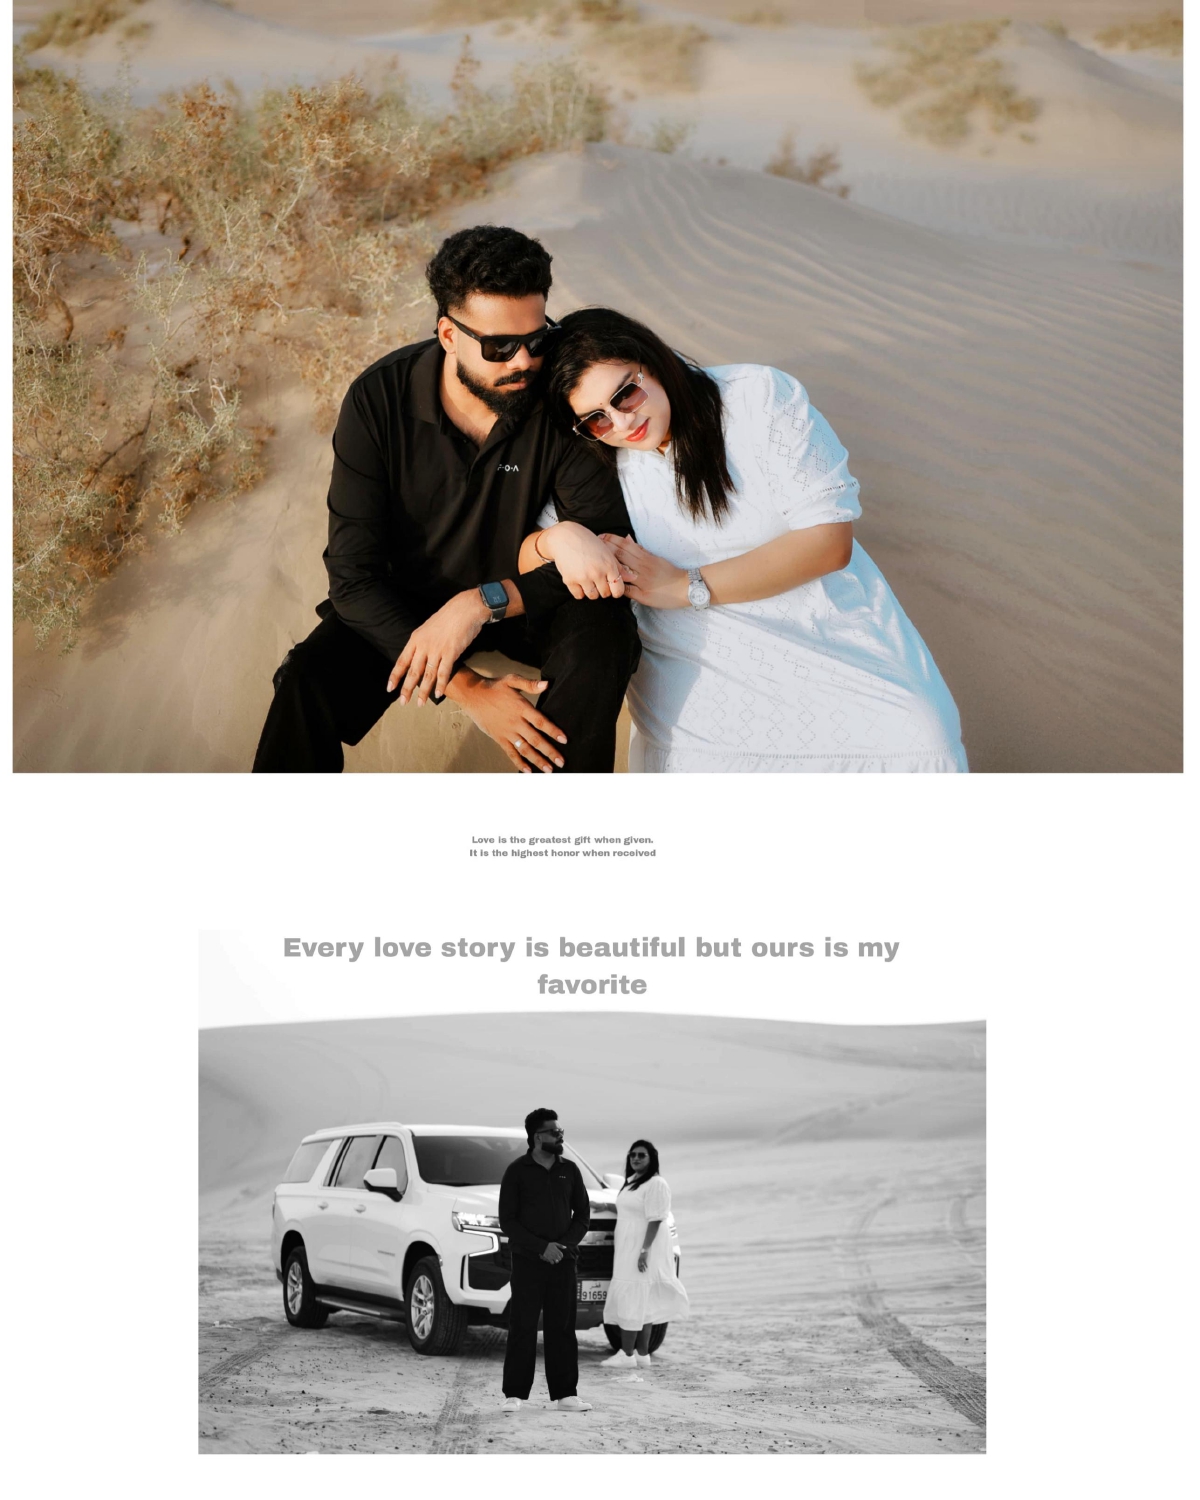 F·O·A
Love is the greatest gift when given.
It is the highest honor when received
Every love story is beautiful but ours is my
favorite
91659